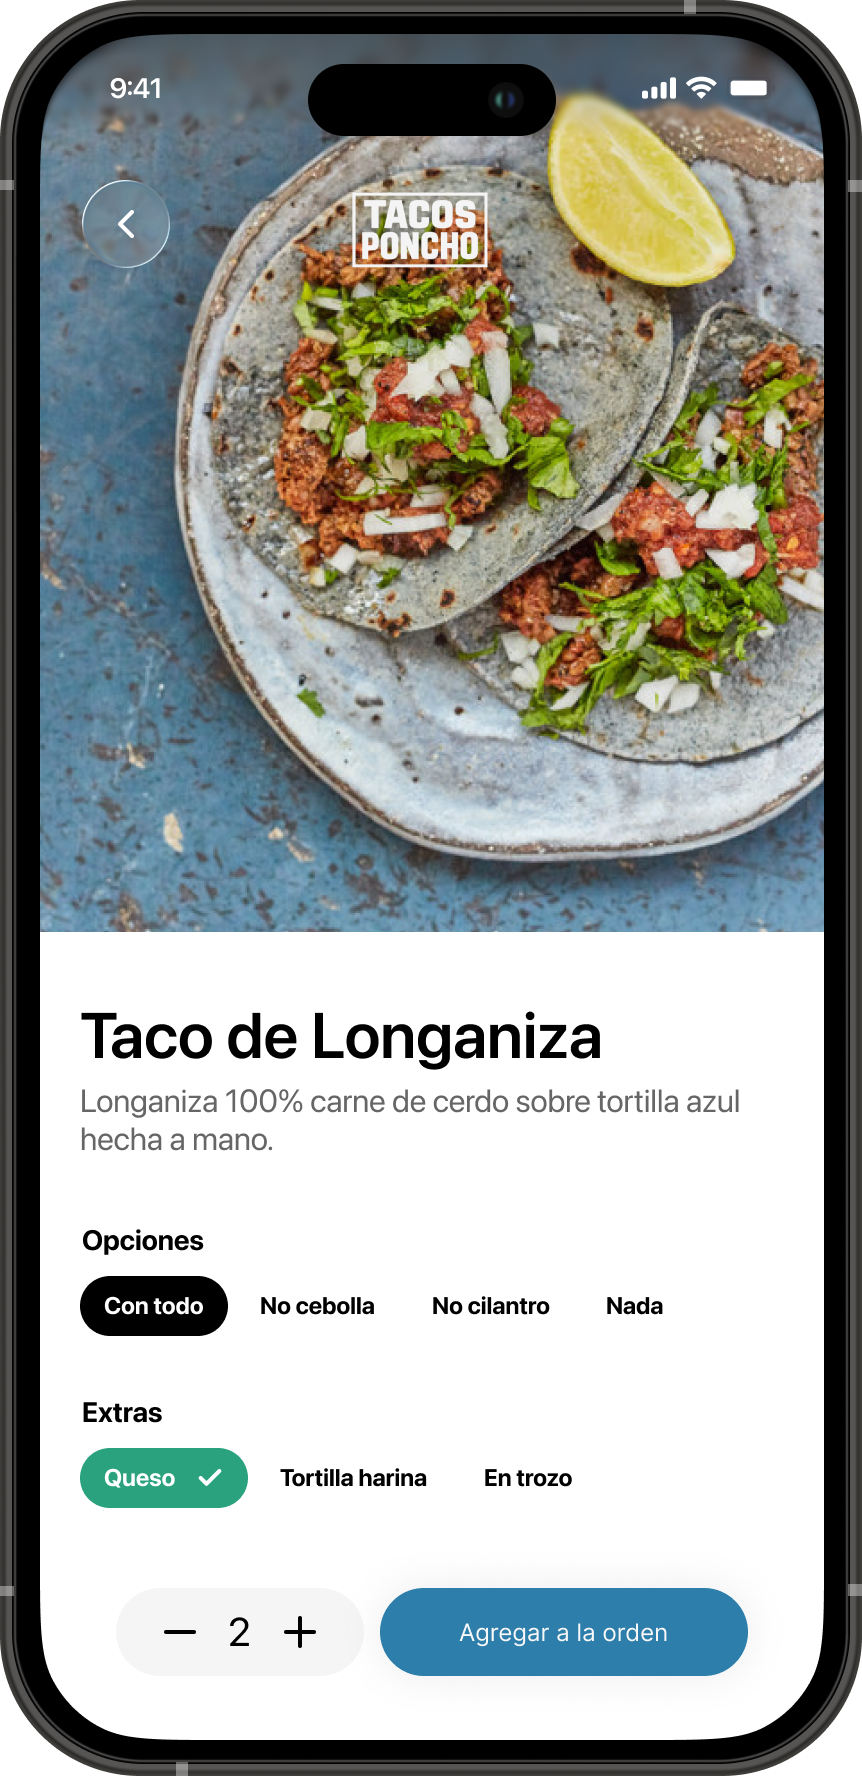 9:41
TACOS
PONCHO
Taco de Longaniza
Longaniza 100% carne de cerdo sobre tortilla azul
hecha a mano.
Opciones
Con todo No cebolla No cilantro Nada
Extras
Queso Tortilla harina En trozo
2 Agregar a la orden